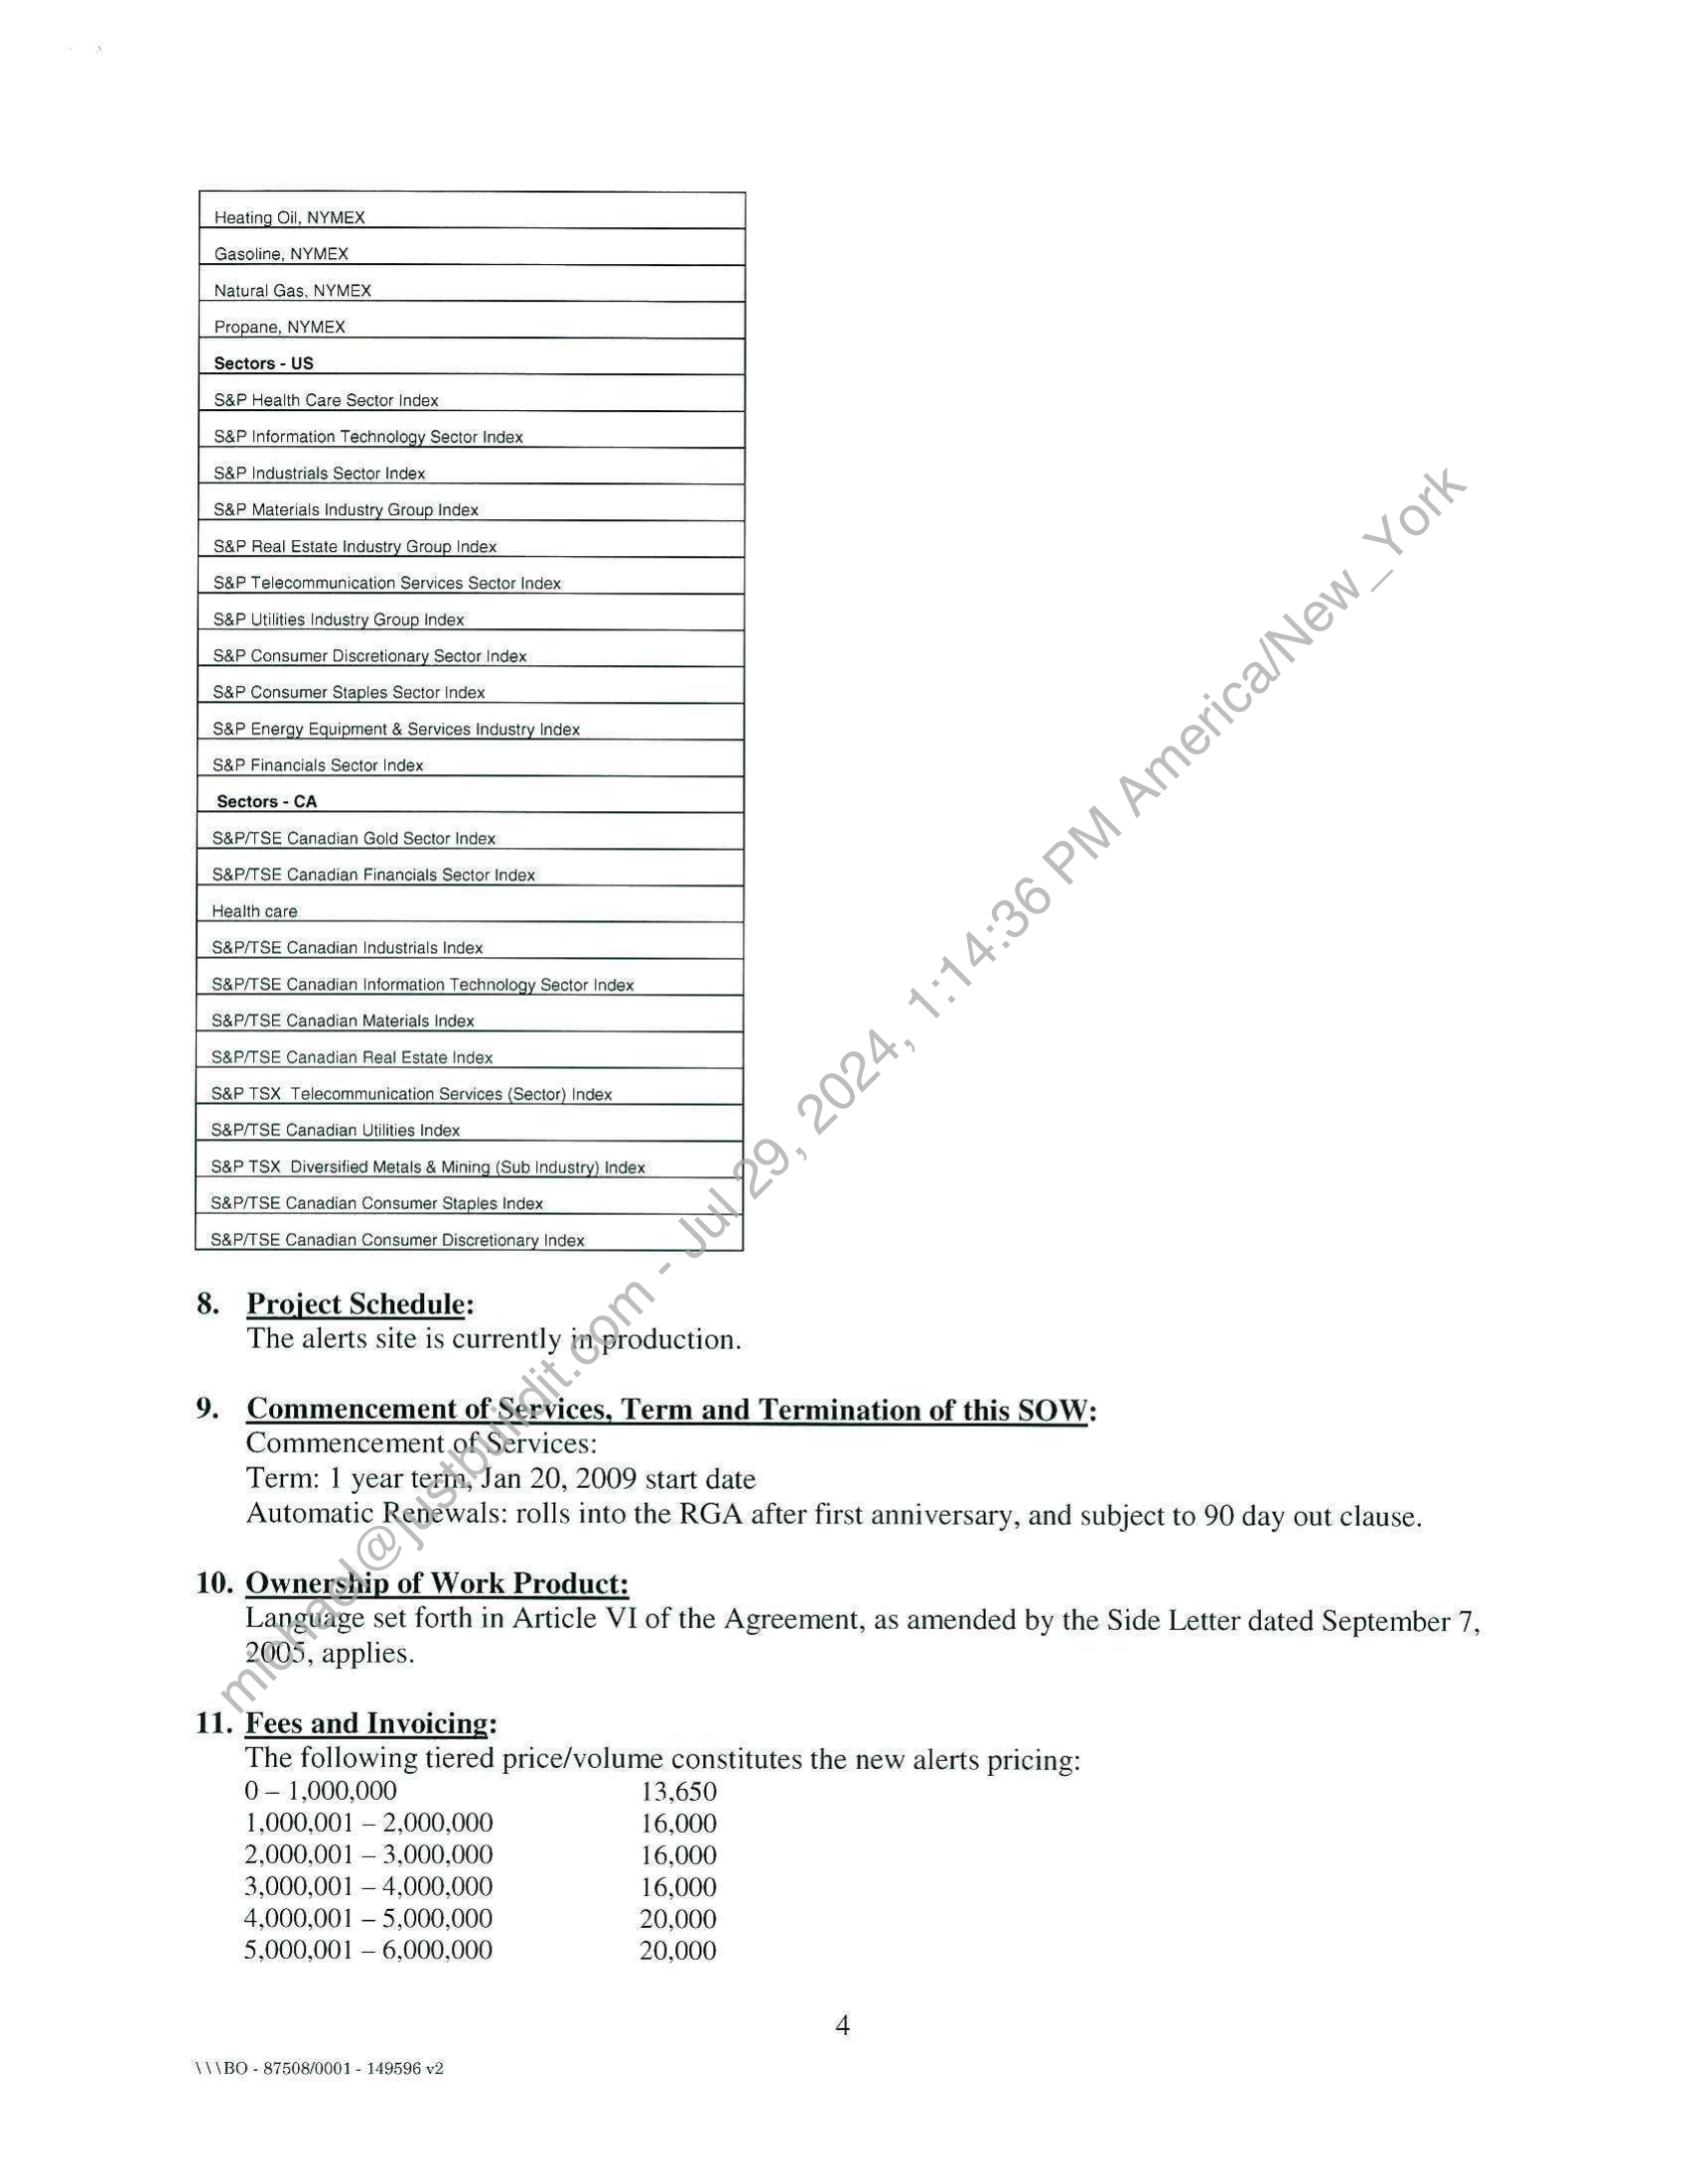 Heating Oil, NYMEX
Gasoline, NYMEX
Natural Gas, NYMEX
Propane, NYMEX
Sectors - US
S&P Health Care Sector Index
S&P Information Technology Sector Index
S&P Industrials Sector Index
S&P Materials Industry Group Index
S&P Real Estate Industry Group Index
S&P Telecommunication Services Sector Index
S&P Utilities Industry Group Index
S&P Consumer Discretionary Sector Index
S&P Consumer Staples Sector Index
S&P Energy Equipment & Services Industry Index
S&P Financials Sector Index
Sectors - CA
S&P/TSE Canadian Gold Sector Index
S&P/TSE Canadian Financials Sector Index
Health care
S&P/TSE Canadian Industrials Index
S&P/TSE Canadian Information Technology Sector Index
S&P/TSE Canadian Materials Index
S&P/TSE Canadian Real Estate Index
S&P TSX Telecommunication Services (Sector) Index
S&P/TSE Canadian Utilities Index
S&P TSX Diversified Metals & Mining (Sub Industry) Index
S&P/TSE Canadian Consumer Staples Index
S&P/TSE Canadian Consumer Discretionary Index
8. Project Schedule:
The alerts site is currently in production.
9. Commencement of Services, Term and Termination of this SOW:
Commencement of Services:
Term: 1 year term, Jan 20, 2009 start date
Automatic Renewals: rolls into the RGA after first anniversary, and subject to 90 day out clause.
10. Ownership of Work Product:
Language set forth in Article VI of the Agreement, as amended by the Side Letter dated September 7,
2005, applies.
11. Fees and Invoicing:
The following tiered price/volume constitutes the new alerts pricing:
0 – 1,000,000 13,650
1,000,001 – 2,000,000 16,000
2,000,001 – 3,000,000 16,000
3,000,001 – 4,000,000 16,000
4,000,001 – 5,000,000 20,000
5,000,001 – 6,000,000 20,000
4
\\\BO - 87508/0001 - 149596 v2
michael@justbuildit.com - Jul 29, 2024, 1:14:36 PM America/New_York